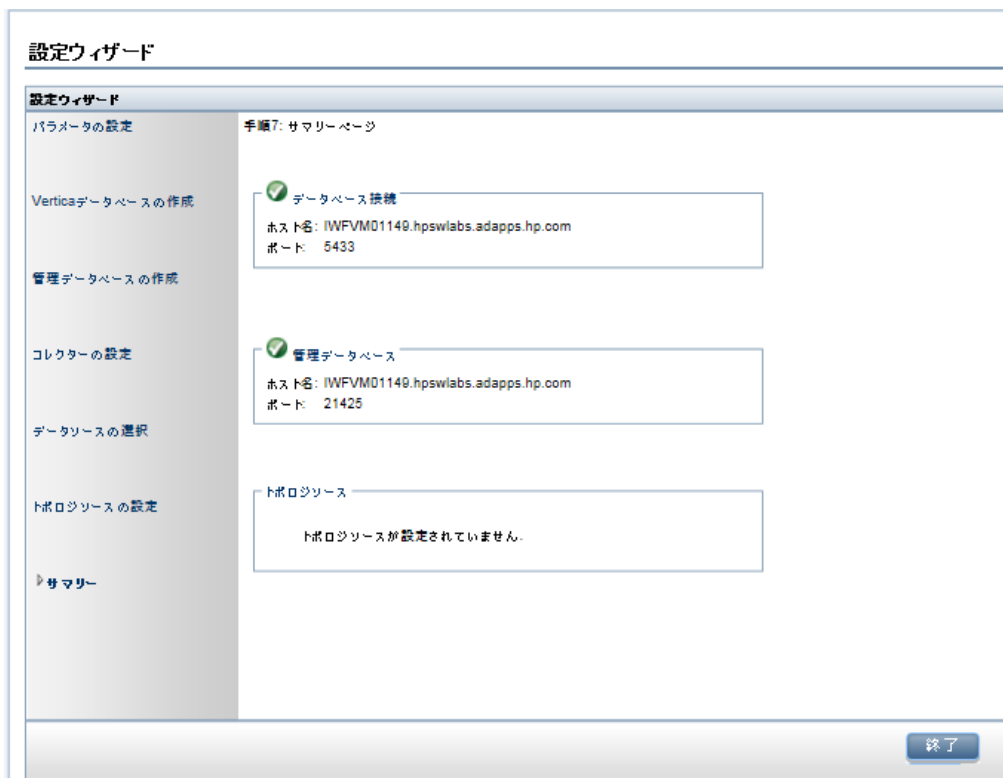 設定ウィザード
設定ウィザード
パラメータの設定
Verticaデータベースの作成
管理データベースの作成
コレクターの設定
データソースの選択
トポロジソースの設定
サマリー
手順7: サマリーページ
データベース接続
ホスト名: IWFVM01149.hpswlabs.adapps.hp.com
ポート: 5433
管理データベース
ホスト名: IWFVM01149.hpswlabs.adapps.hp.com
ポート: 21425
トポロジソース
トポロジソースが設定されていません.
終了